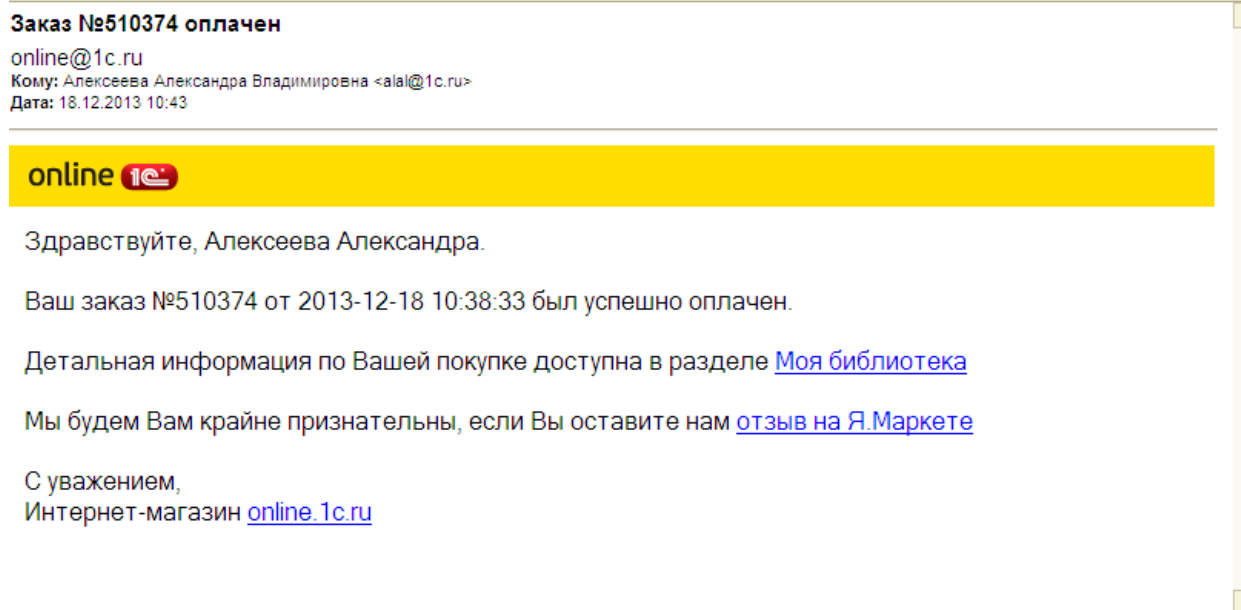 Заказ №510374 оплачен
online@1c.ru
Кому: Алексеева Александра Владимировна <alal@1c.ru>
Дата: 18.12.2013 10:43
online 1c
Здравствуйте, Алексеева Александра.
Ваш заказ №510374 от 2013-12-18 10:38:33 был успешно оплачен.
Детальная информация по Вашей покупке доступна в разделе Моя библиотека
Мы будем Вам крайне признательны, если Вы оставите нам отзыв на Я.Маркете
С уважением,
Интернет-магазин online.1c.ru